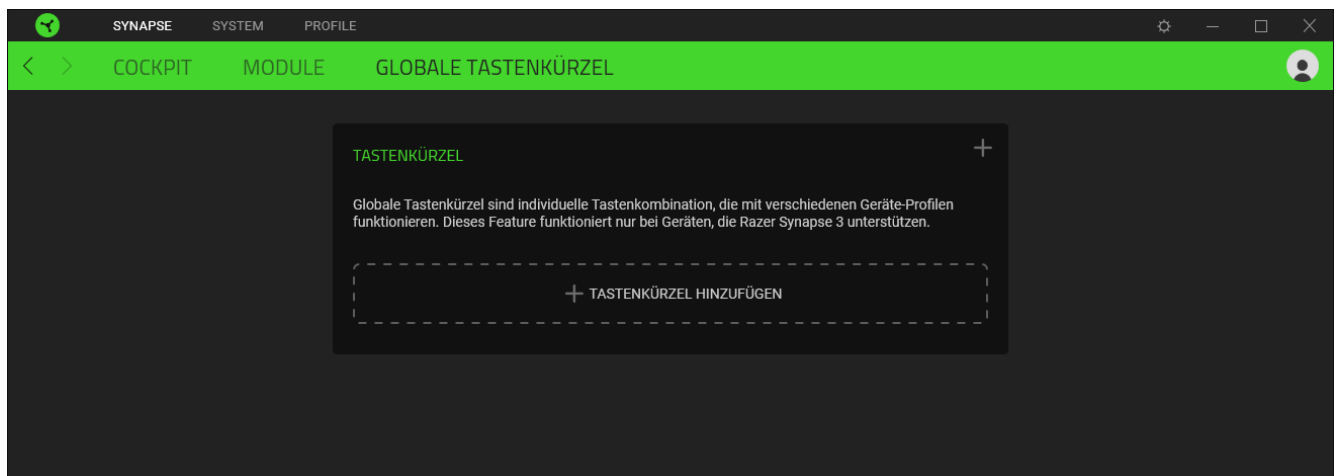 SYNAPSE SYSTEM PROFILE
COCKPIT MODULE GLOBALE TASTENKÜRZEL
TASTENKÜRZEL
Globale Tastenkürzel sind individuelle Tastenkombination, die mit verschiedenen Geräte-Profilen
funktionieren. Dieses Feature funktioniert nur bei Geräten, die Razer Synapse 3 unterstützen.
TASTENKÜRZEL HINZUFÜGEN